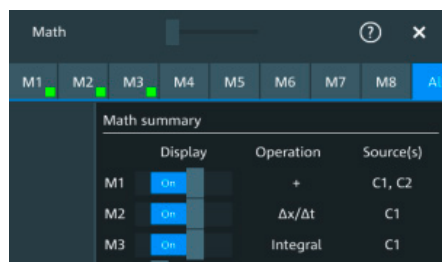 Math ? ×
M1 M2 M3 M4 M5 M6 M7 M8 Al
Math summary
Display Operation Source(s)
M1 On + C1, C2
M2 On Δx/Δt C1
M3 On Integral C1